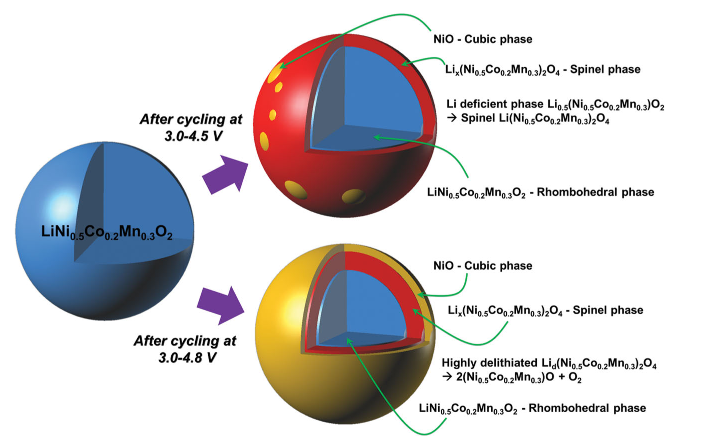 NiO - Cubic phase
Liₓ(Ni₀.₅Co₀.₂Mn₀.₃)₂O₄ - Spinel phase
Li deficient phase Li₀.₅(Ni₀.₅Co₀.₂Mn₀.₃)O₂
→ Spinel Li(Ni₀.₅Co₀.₂Mn₀.₃)₂O₄
After cycling at
3.0-4.5 V
LiNi₀.₅Co₀.₂Mn₀.₃O₂ - Rhombohedral phase
LiNi₀.₅Co₀.₂Mn₀.₃O₂
NiO - Cubic phase
Liₓ(Ni₀.₅Co₀.₂Mn₀.₃)₂O₄ - Spinel phase
After cycling at
3.0-4.8 V
Highly delithiated Li<sub>d</sub>(Ni₀.₅Co₀.₂Mn₀.₃)₂O₄
→ 2(Ni₀.₅Co₀.₂Mn₀.₃)O + O₂
LiNi₀.₅Co₀.₂Mn₀.₃O₂ - Rhombohedral phase